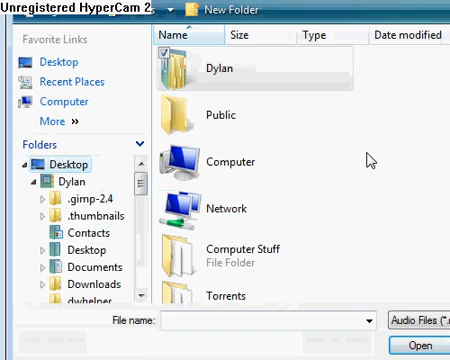 Unregistered HyperCam 2
New Folder
Favorite Links
Desktop
Recent Places
Computer
More »
Folders
Desktop
Dylan
.gimp-2.4
.thumbnails
Contacts
Desktop
Documents
Downloads
dwhelper
Name
Size
Type
Date modified
Dylan
Public
Computer
Network
Computer Stuff
File Folder
Torrents
File name:
Audio Files (*.
Open